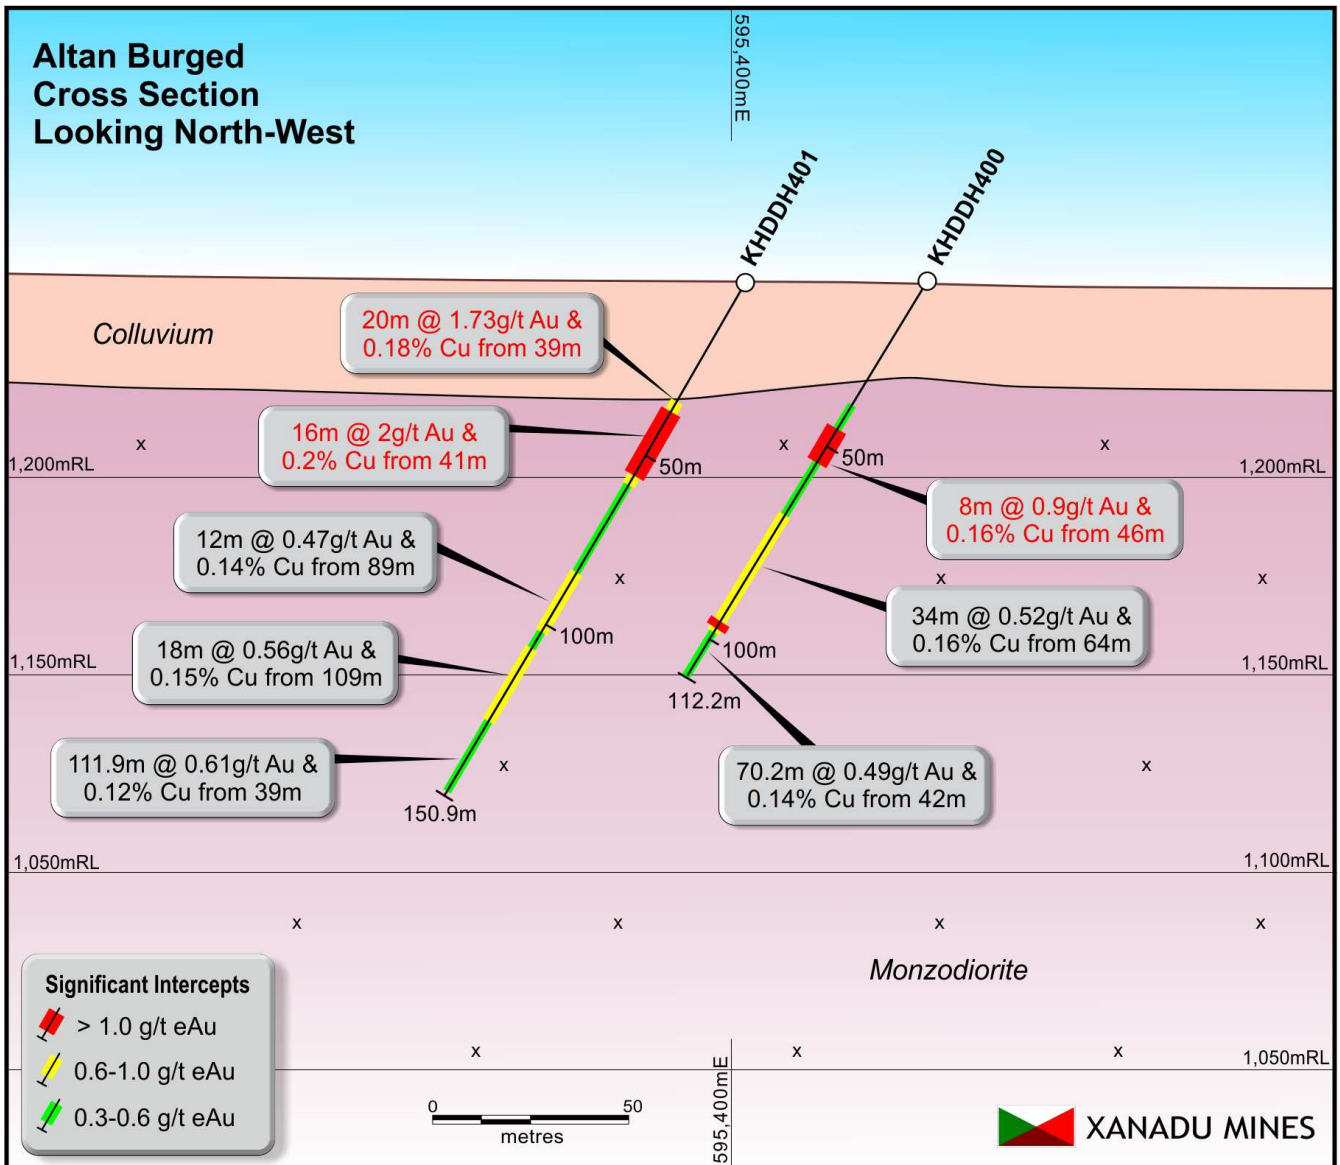 Altan Burged
Cross Section
Looking North-West
595,400mE
KHDDH401
KHDDH400
Colluvium
20m @ 1.73g/t Au &
0.18% Cu from 39m
16m @ 2g/t Au &
0.2% Cu from 41m
x
x
x
1,200mRL
50m
50m
1,200mRL
8m @ 0.9g/t Au &
0.16% Cu from 46m
12m @ 0.47g/t Au &
0.14% Cu from 89m
x
x
x
34m @ 0.52g/t Au &
0.16% Cu from 64m
100m
100m
18m @ 0.56g/t Au &
0.15% Cu from 109m
1,150mRL
1,150mRL
112.2m
111.9m @ 0.61g/t Au &
0.12% Cu from 39m
x
x
70.2m @ 0.49g/t Au &
0.14% Cu from 42m
150.9m
1,050mRL
1,100mRL
x
x
x
x
Monzodiorite
Significant Intercepts
> 1.0 g/t eAu
0.6-1.0 g/t eAu
0.3-0.6 g/t eAu
x
x
x
1,050mRL
595,400mE
0 50
metres
XANADU MINES